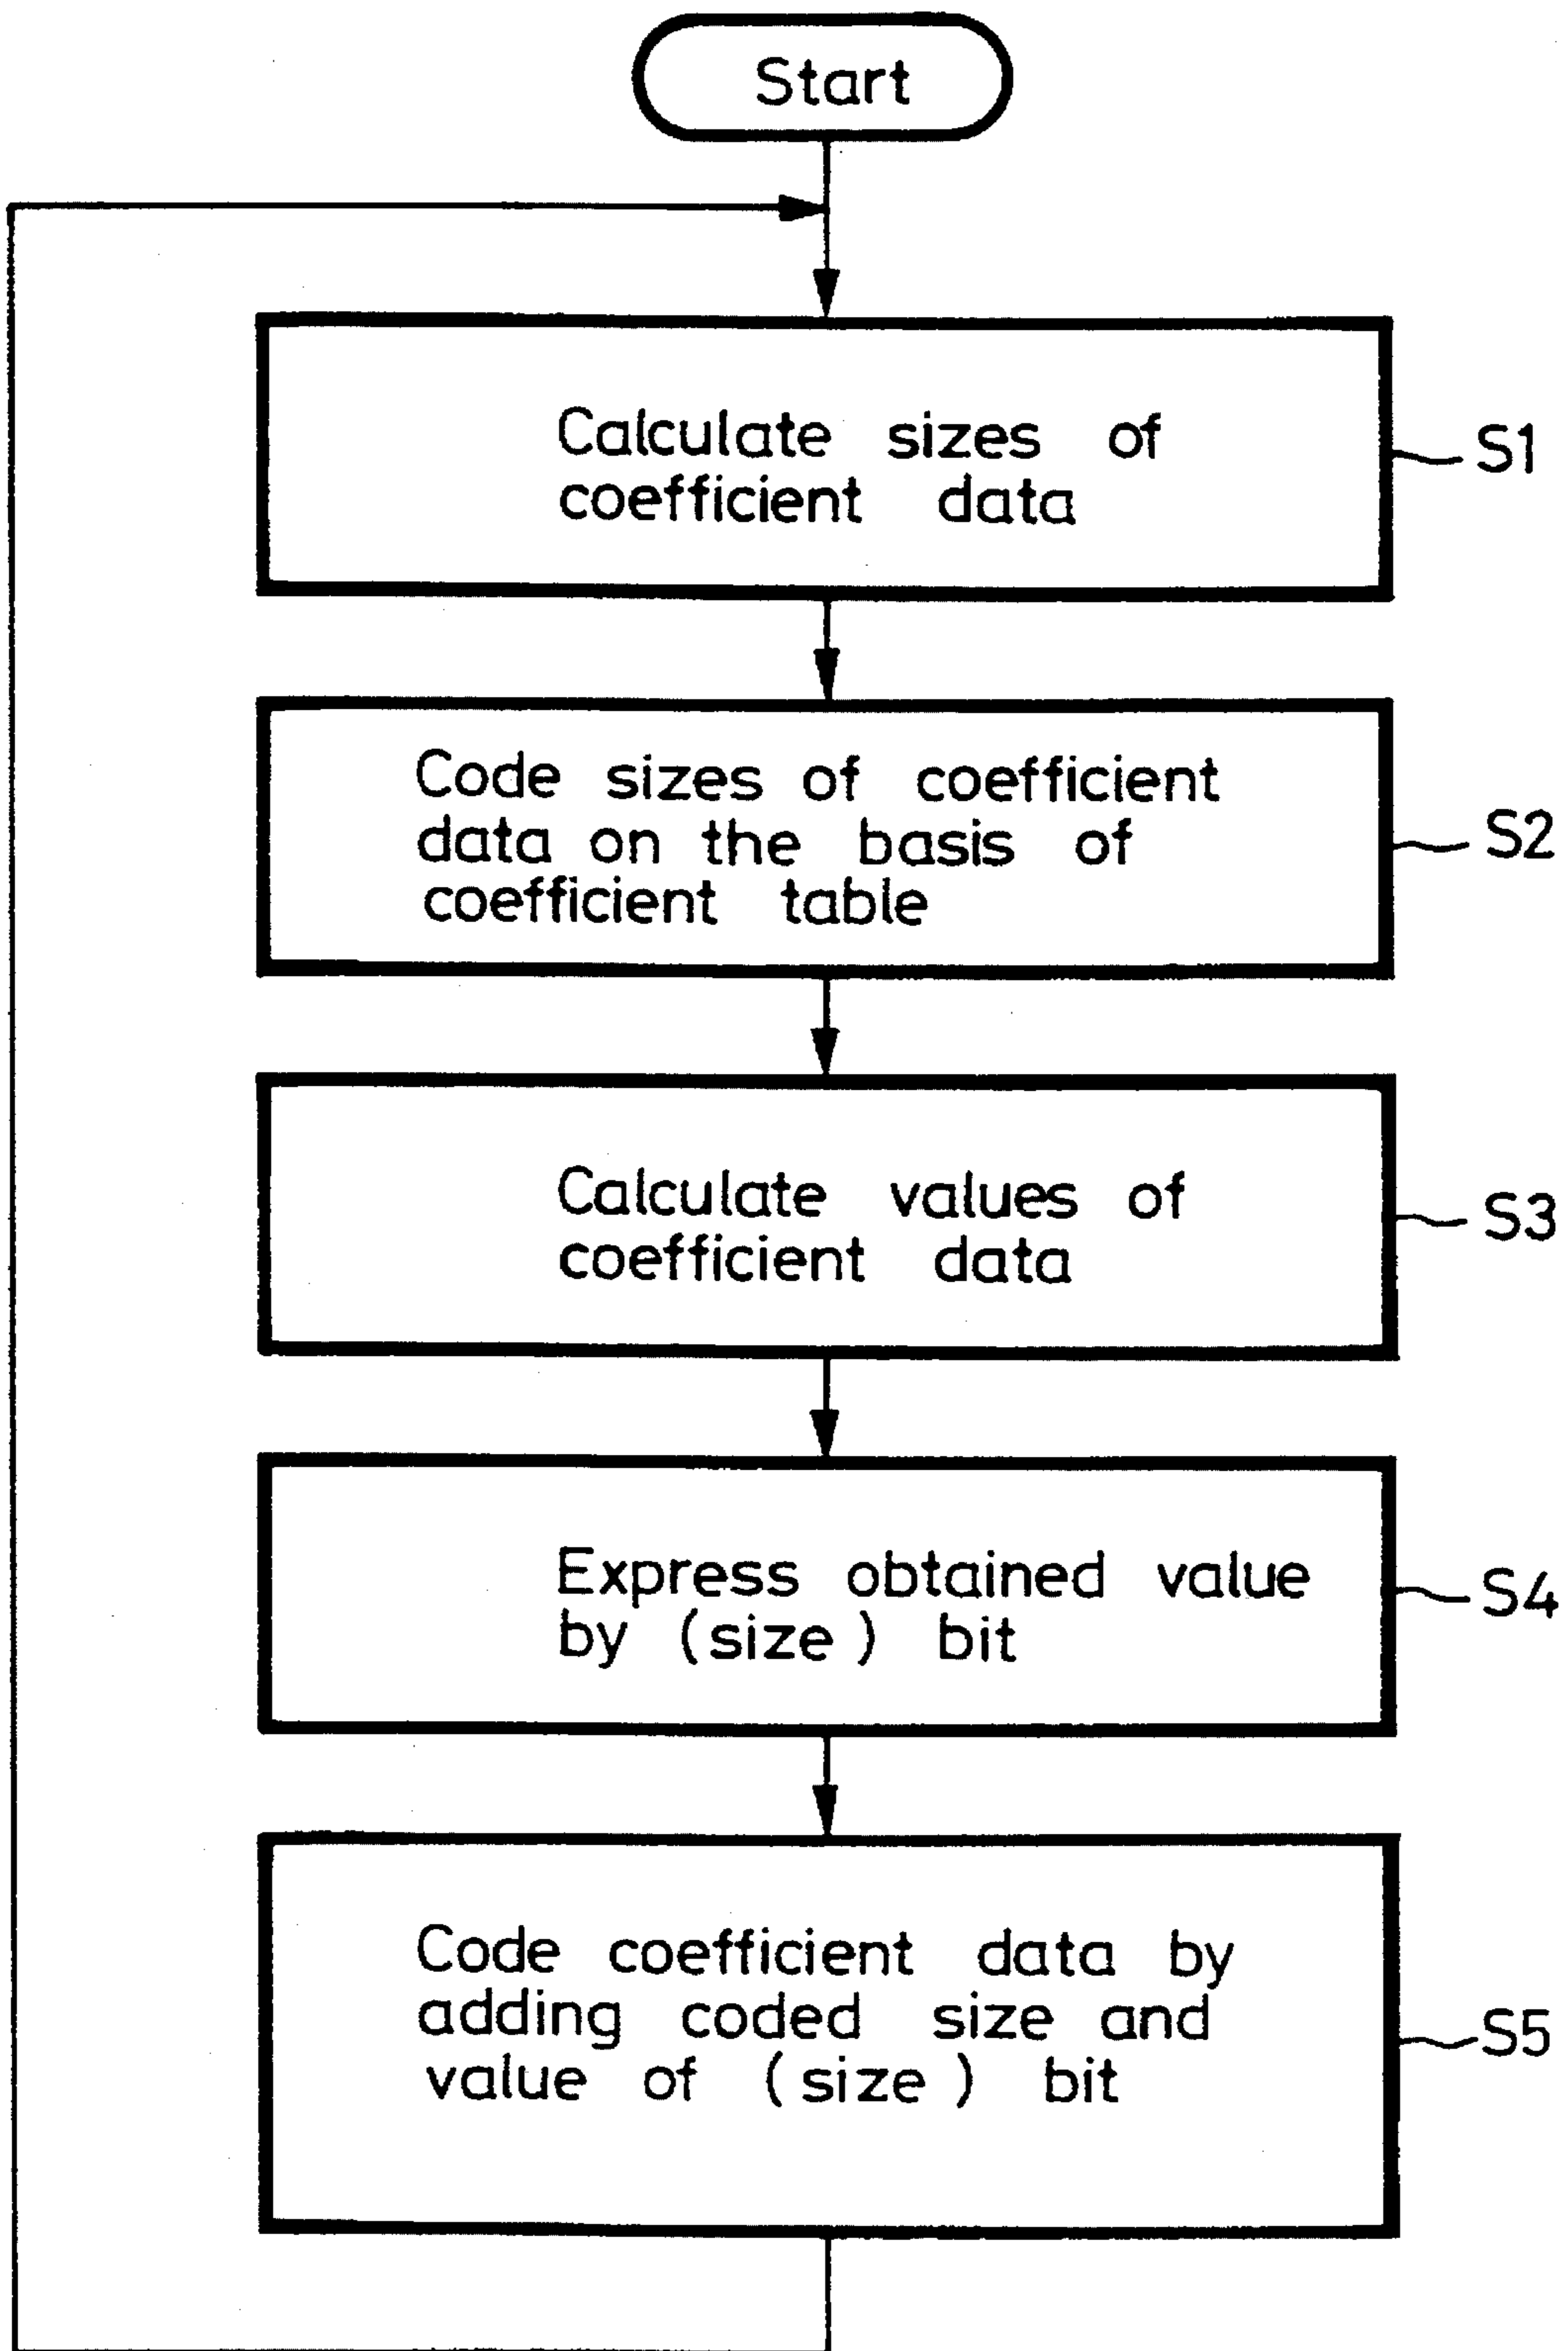 Start
Calculate sizes of
coefficient data
S1
Code sizes of coefficient
data on the basis of
coefficient table
S2
Calculate values of
coefficient data
S3
Express obtained value
by (size) bit
S4
Code coefficient data by
adding coded size and
value of (size) bit
S5